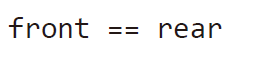 front == rear